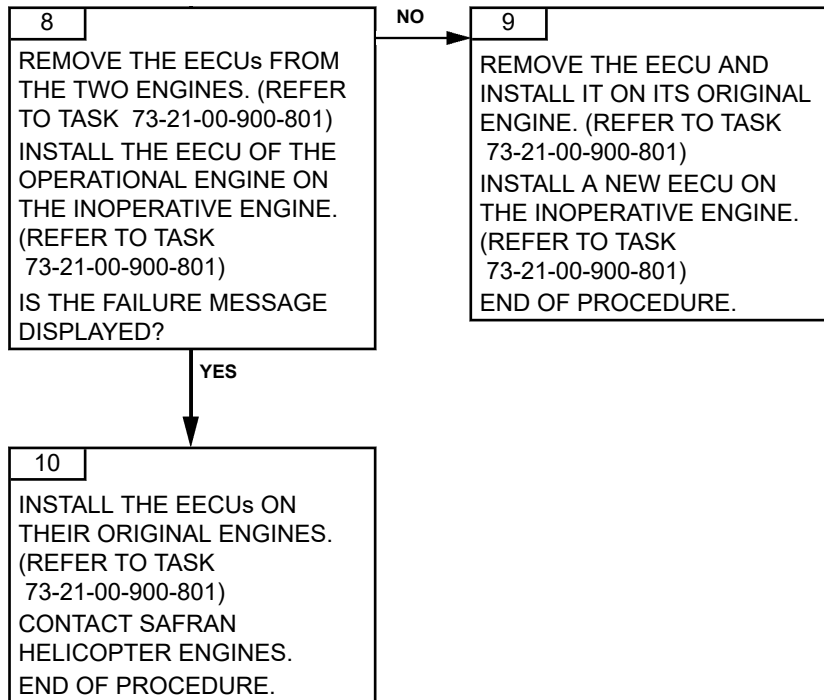 8
REMOVE THE EECUs FROM
THE TWO ENGINES. (REFER
TO TASK 73-21-00-900-801)
INSTALL THE EECU OF THE
OPERATIONAL ENGINE ON
THE INOPERATIVE ENGINE.
(REFER TO TASK
73-21-00-900-801)
IS THE FAILURE MESSAGE
DISPLAYED?
NO
9
REMOVE THE EECU AND
INSTALL IT ON ITS ORIGINAL
ENGINE. (REFER TO TASK
73-21-00-900-801)
INSTALL A NEW EECU ON
THE INOPERATIVE ENGINE.
(REFER TO TASK
73-21-00-900-801)
END OF PROCEDURE.
YES
10
INSTALL THE EECUs ON
THEIR ORIGINAL ENGINES.
(REFER TO TASK
73-21-00-900-801)
CONTACT SAFRAN
HELICOPTER ENGINES.
END OF PROCEDURE.